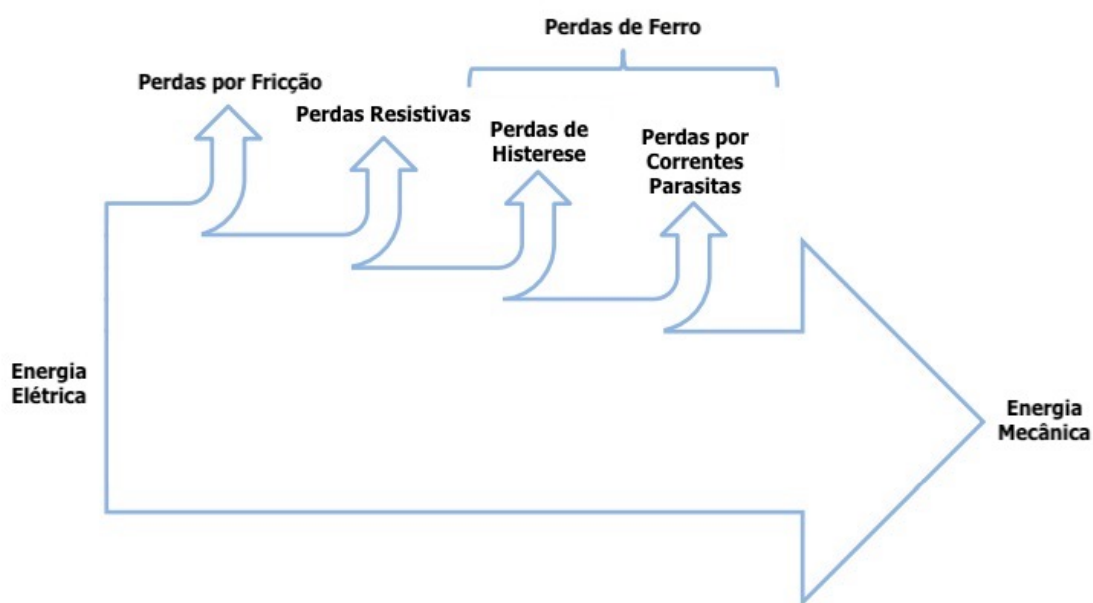 Perdas de Ferro
Perdas por Fricção
Perdas Resistivas
Perdas de
Histerese
Perdas por
Correntes
Parasitas
Energia
Elétrica
Energia
Mecânica